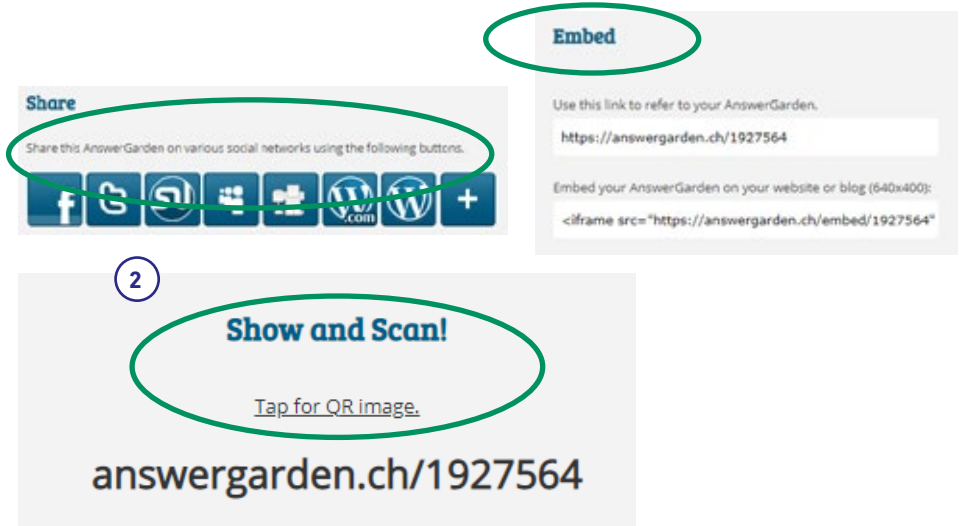 Embed
Use this link to refer to your AnswerGarden.
https://answergarden.ch/1927564
Embed your AnswerGarden on your website or blog (640x400):
<iframe src="https://answergarden.ch/embed/1927564"
Share
Share this AnswerGarden on various social networks using the following buttons.
f W .com W +
2
Show and Scan!
Tap for QR image.
answergarden.ch/1927564